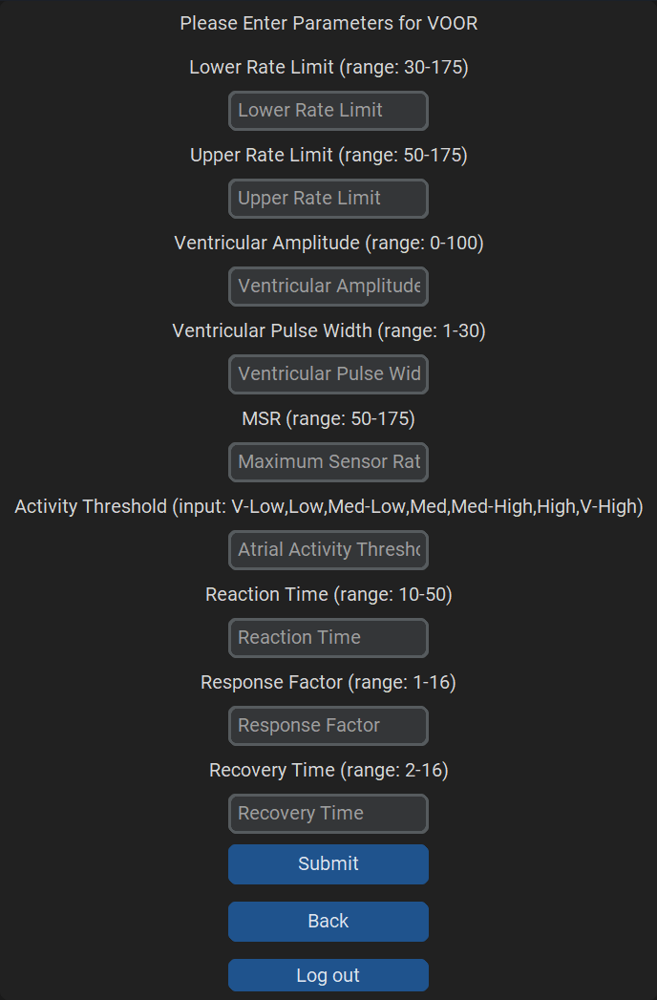 Please Enter Parameters for VOOR
Lower Rate Limit (range: 30-175)
Lower Rate Limit
Upper Rate Limit (range: 50-175)
Upper Rate Limit
Ventricular Amplitude (range: 0-100)
Ventricular Amplitude
Ventricular Pulse Width (range: 1-30)
Ventricular Pulse Wid
MSR (range: 50-175)
Maximum Sensor Rat
Activity Threshold (input: V-Low,Low,Med-Low,Med,Med-High,High,V-High)
Atrial Activity Thresho
Reaction Time (range: 10-50)
Reaction Time
Response Factor (range: 1-16)
Response Factor
Recovery Time (range: 2-16)
Recovery Time
Submit
Back
Log out